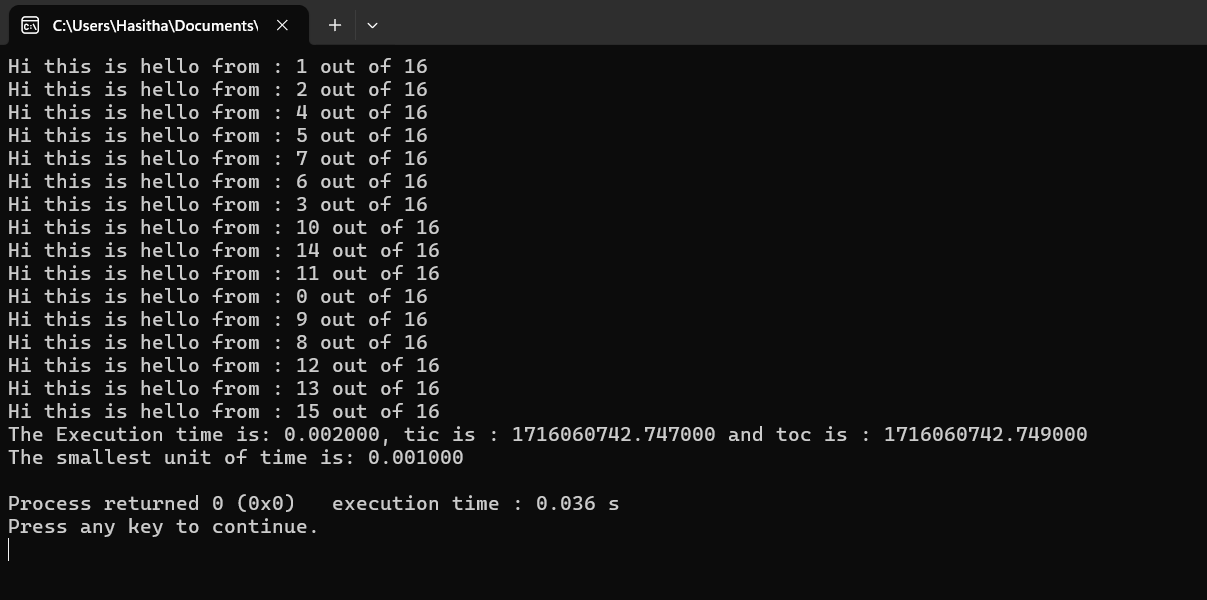 C:\Users\Hasitha\Documents\
Hi this is hello from : 1 out of 16
Hi this is hello from : 2 out of 16
Hi this is hello from : 4 out of 16
Hi this is hello from : 5 out of 16
Hi this is hello from : 7 out of 16
Hi this is hello from : 6 out of 16
Hi this is hello from : 3 out of 16
Hi this is hello from : 10 out of 16
Hi this is hello from : 14 out of 16
Hi this is hello from : 11 out of 16
Hi this is hello from : 0 out of 16
Hi this is hello from : 9 out of 16
Hi this is hello from : 8 out of 16
Hi this is hello from : 12 out of 16
Hi this is hello from : 13 out of 16
Hi this is hello from : 15 out of 16
The Execution time is: 0.002000, tic is : 1716060742.747000 and toc is : 1716060742.749000
The smallest unit of time is: 0.001000
Process returned 0 (0x0)   execution time : 0.036 s
Press any key to continue.